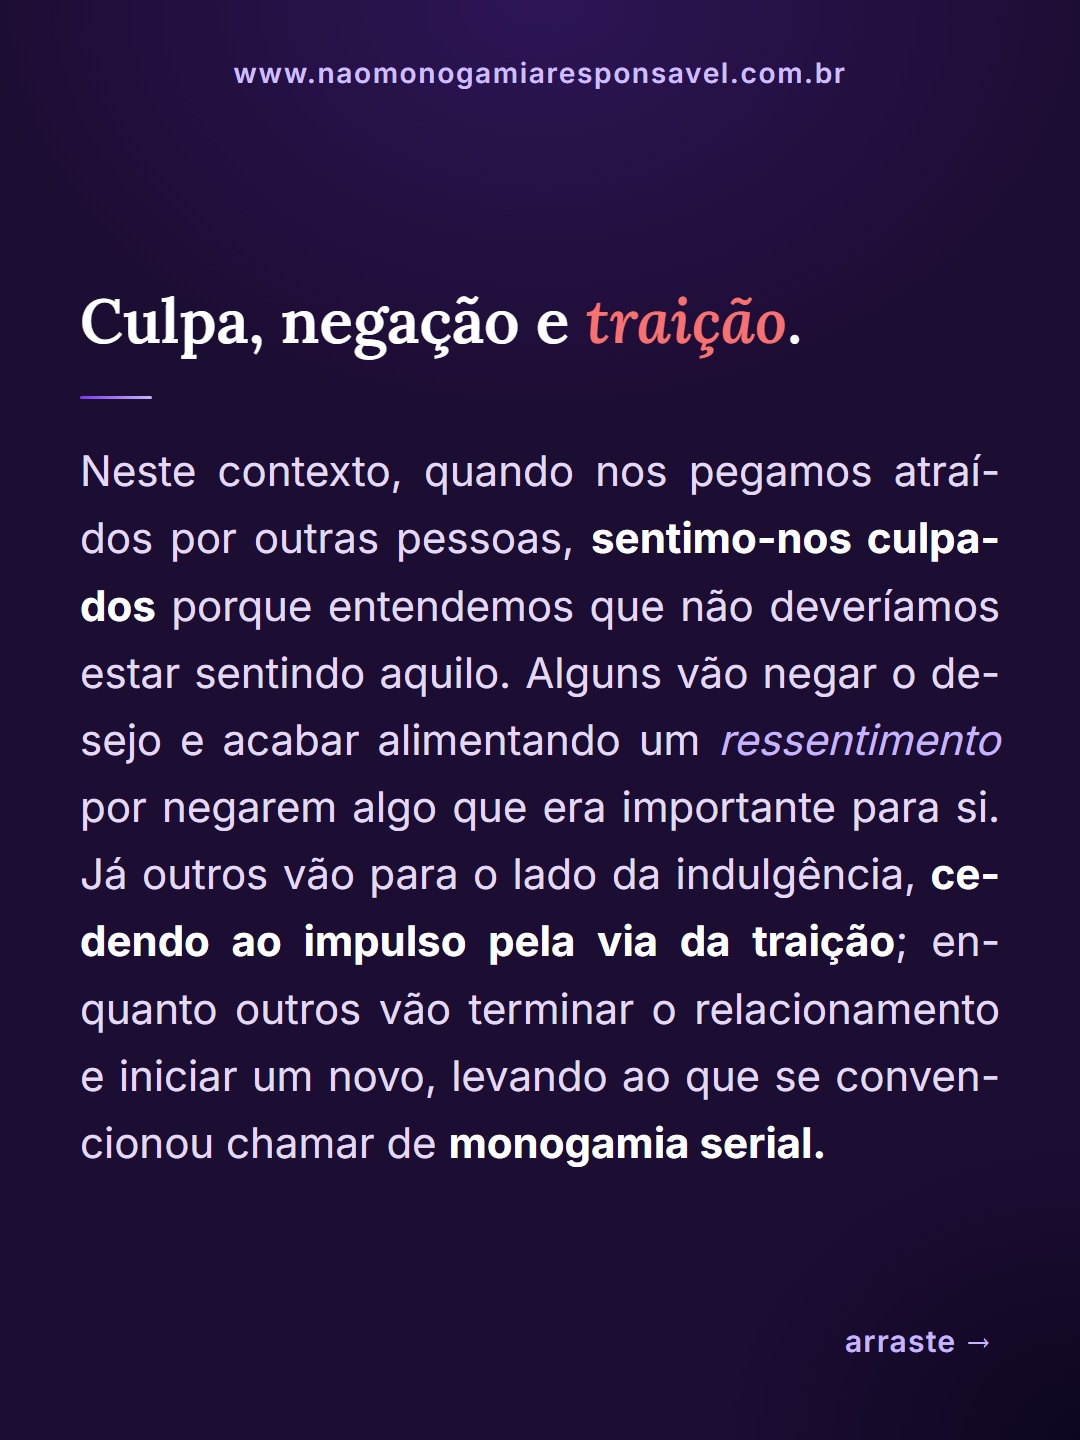 www.naomonogamiaresponsavel.com.br
Culpa, negação e traição.
Neste contexto, quando nos pegamos atraí-
dos por outras pessoas, sentimo-nos culpa-
dos porque entendemos que não deveríamos
estar sentindo aquilo. Alguns vão negar o de-
sejo e acabar alimentando um ressentimento
por negarem algo que era importante para si.
Já outros vão para o lado da indulgência, ce-
dendo ao impulso pela via da traição; en-
quanto outros vão terminar o relacionamento
e iniciar um novo, levando ao que se conven-
cionou chamar de monogamia serial.
arraste →